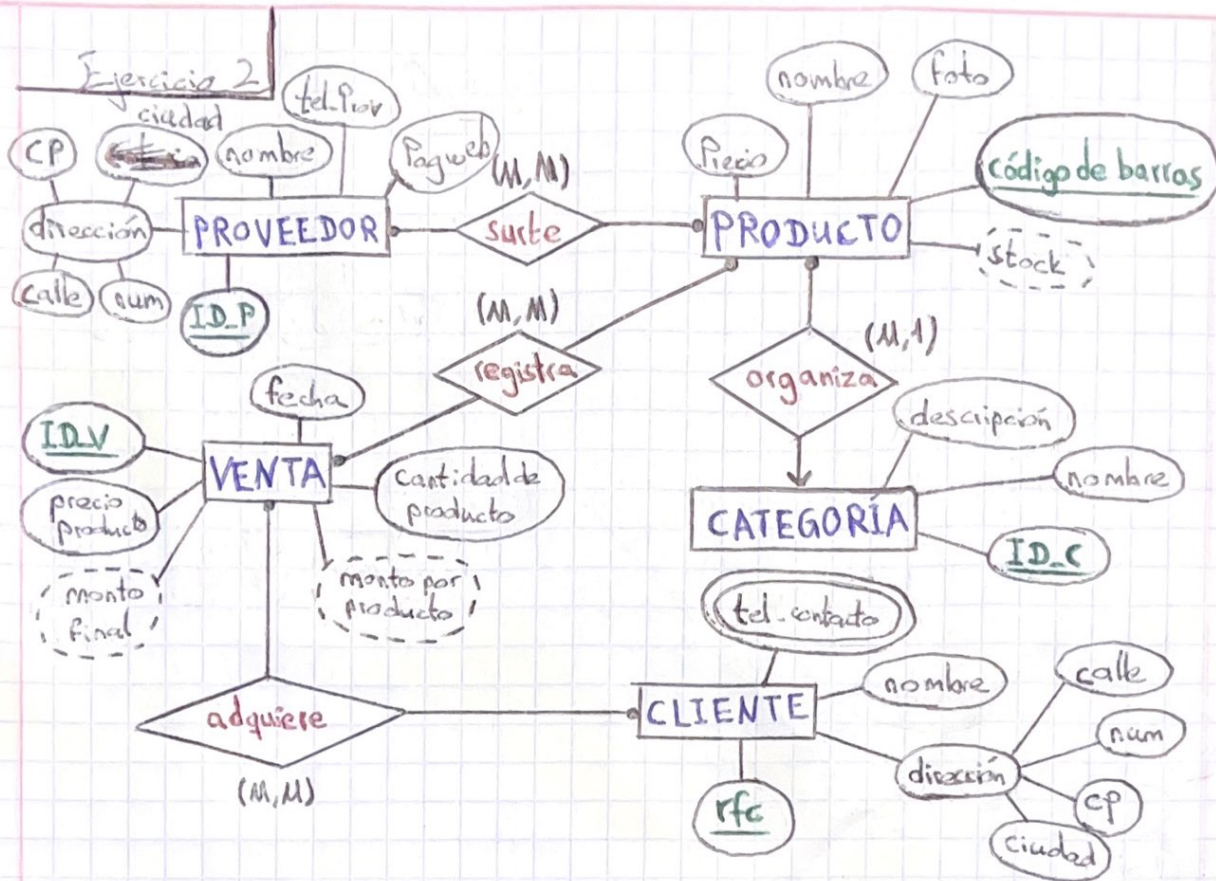 Ejercicio 2
ciudad
CP
nombre
tel_Prov
Pagweb
dirección
calle
num
PROVEEDOR
ID_P
(M,M)
surte
Precio
nombre
foto
código de barras
PRODUCTO
stock
(M,M)
registra
(M,1)
organiza
descripción
nombre
CATEGORÍA
ID_C
fecha
ID_V
VENTA
precio
producto
cantidad de
producto
monto
final
monto por
producto
adquiere
(M,M)
tel_contacto
CLIENTE
nombre
calle
num
dirección
CP
ciudad
rfc